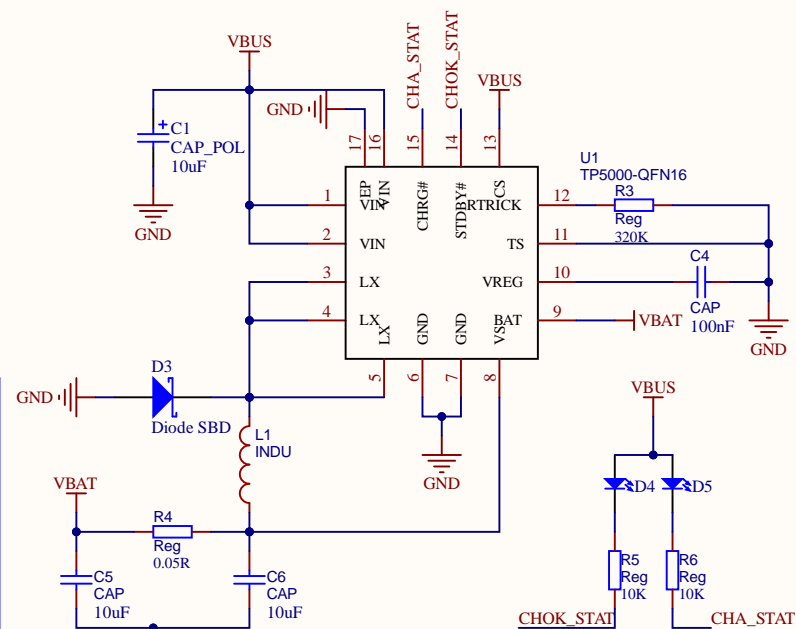 VBUS
CHA_STAT
CHOK_STAT
VBUS
GND
C1
CAP_POL
10uF
GND
17
16
15
14
13
EP
VIN
CHRG#
STDBY#
CS
U1
TP5000-QFN16
1
VIN
2
VIN
3
LX
4
LX
LX
5
GND
6
GND
7
VS
8
RTRICK
12
TS
11
VREG
10
BAT
9
R3
Reg
320K
C4
CAP
100nF
VBAT
GND
GND
D3
Diode SBD
L1
INDU
GND
VBAT
R4
Reg
0.05R
C5
CAP
10uF
C6
CAP
10uF
VBUS
D4
D5
R5
Reg
10K
R6
Reg
10K
CHOK_STAT
CHA_STAT